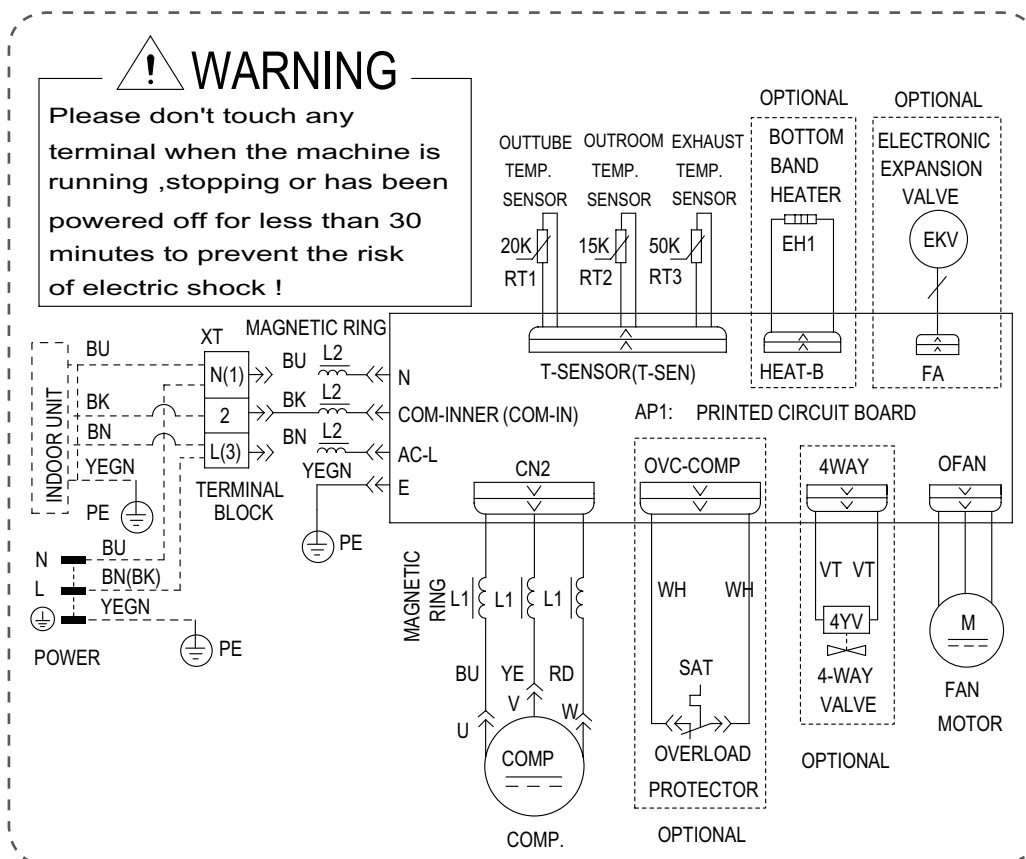 ! WARNING
Please don't touch any
terminal when the machine is
running ,stopping or has been
powered off for less than 30
minutes to prevent the risk
of electric shock !
OUTTUBE
TEMP.
SENSOR
OUTROOM
TEMP.
SENSOR
EXHAUST
TEMP.
SENSOR
20K
RT1
15K
RT2
50K
RT3
T-SENSOR(T-SEN)
OPTIONAL
BOTTOM
BAND
HEATER
EH1
HEAT-B
OPTIONAL
ELECTRONIC
EXPANSION
VALVE
EKV
FA
XT
MAGNETIC RING
INDOOR UNIT
BU
BK
BN
YEGN
PE
N(1)
2
L(3)
TERMINAL
BLOCK
BU
L2
N
BK
L2
COM-INNER (COM-IN)
BN
L2
AC-L
YEGN
E
PE
AP1: PRINTED CIRCUIT BOARD
N
BU
L
BN(BK)
YEGN
PE
POWER
CN2
MAGNETIC
RING
L1
L1
L1
BU
YE
RD
U
V
W
COMP
COMP.
OVC-COMP
WH
WH
SAT
OVERLOAD
PROTECTOR
OPTIONAL
4WAY
VT
VT
4YV
4-WAY
VALVE
OPTIONAL
OFAN
M
FAN
MOTOR